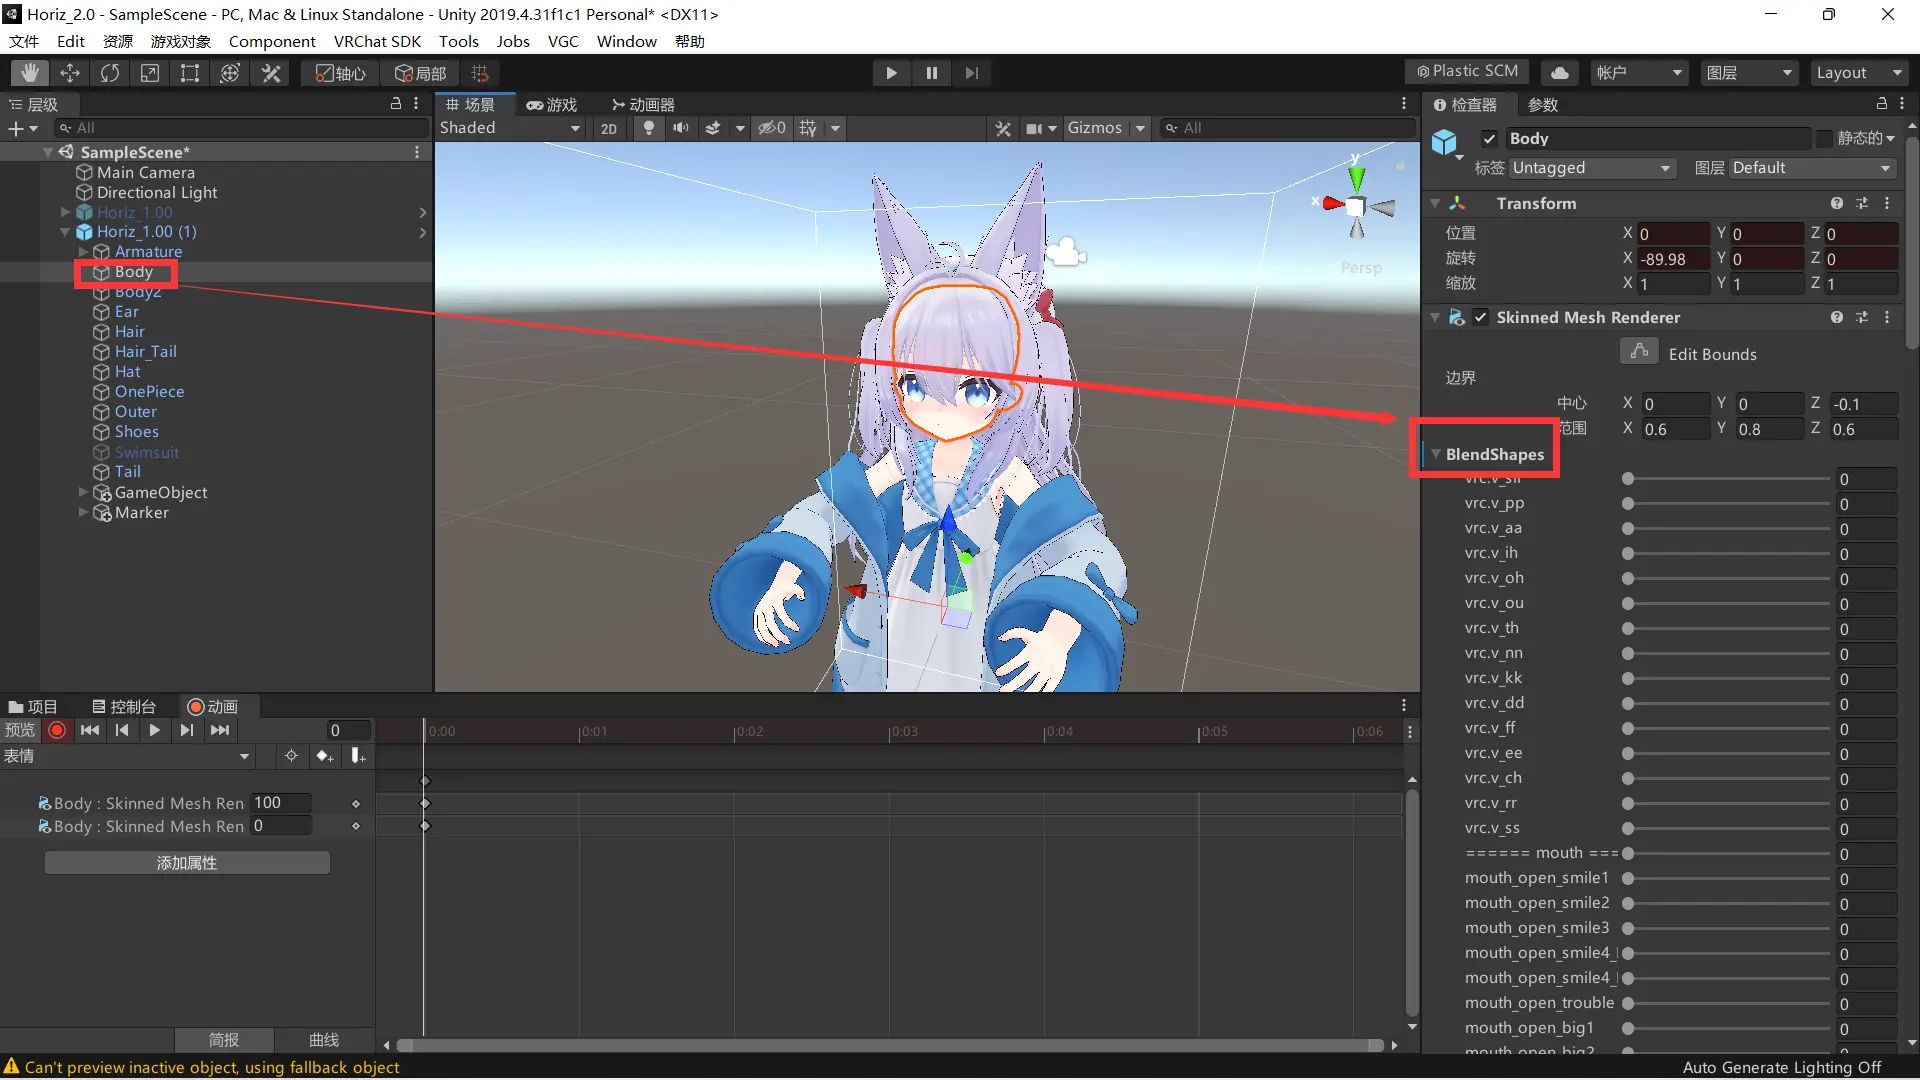 Horiz_2.0 - SampleScene - PC, Mac & Linux Standalone - Unity 2019.4.31f1c1 Personal* <DX11>
文件 Edit 资源 游戏对象 Component VRChat SDK Tools Jobs VGC Window 帮助
轴心 局部 Plastic SCM 帐户 图层 Layout
层级
All
SampleScene*
Main Camera
Directional Light
Horiz_1.00
Horiz_1.00 (1)
Armature
Body
Body2
Ear
Hair
Hair_Tail
Hat
OnePiece
Outer
Shoes
Swimsuit
Tail
GameObject
Marker
场景 游戏 动画器
Shaded 2D 0 Gizmos All
y
x
Persp
检查器 参数
Body 静态的
标签 Untagged 图层 Default
Transform
位置 X 0 Y 0 Z 0
旋转 X -89.98 Y 0 Z 0
缩放 X 1 Y 1 Z 1
Skinned Mesh Renderer
Edit Bounds
边界
中心 X 0 Y 0 Z -0.1
范围 X 0.6 Y 0.8 Z 0.6
BlendShapes
vrc.v_sil 0
vrc.v_pp 0
vrc.v_aa 0
vrc.v_ih 0
vrc.v_oh 0
vrc.v_ou 0
vrc.v_th 0
vrc.v_nn 0
vrc.v_kk 0
vrc.v_dd 0
vrc.v_ff 0
vrc.v_ee 0
vrc.v_ch 0
vrc.v_rr 0
vrc.v_ss 0
====== mouth === 0
mouth_open_smile1 0
mouth_open_smile2 0
mouth_open_smile3 0
mouth_open_smile4_ 0
mouth_open_smile4_ 0
mouth_open_trouble 0
mouth_open_big1 0
mouth_open_big2 0
项目 控制台 动画
预览 0 0:00 0:01 0:02 0:03 0:04 0:05 0:06
表情
Body : Skinned Mesh Ren 100
Body : Skinned Mesh Ren 0
添加属性
简报 曲线
Can't preview inactive object, using fallback object
Auto Generate Lighting Off